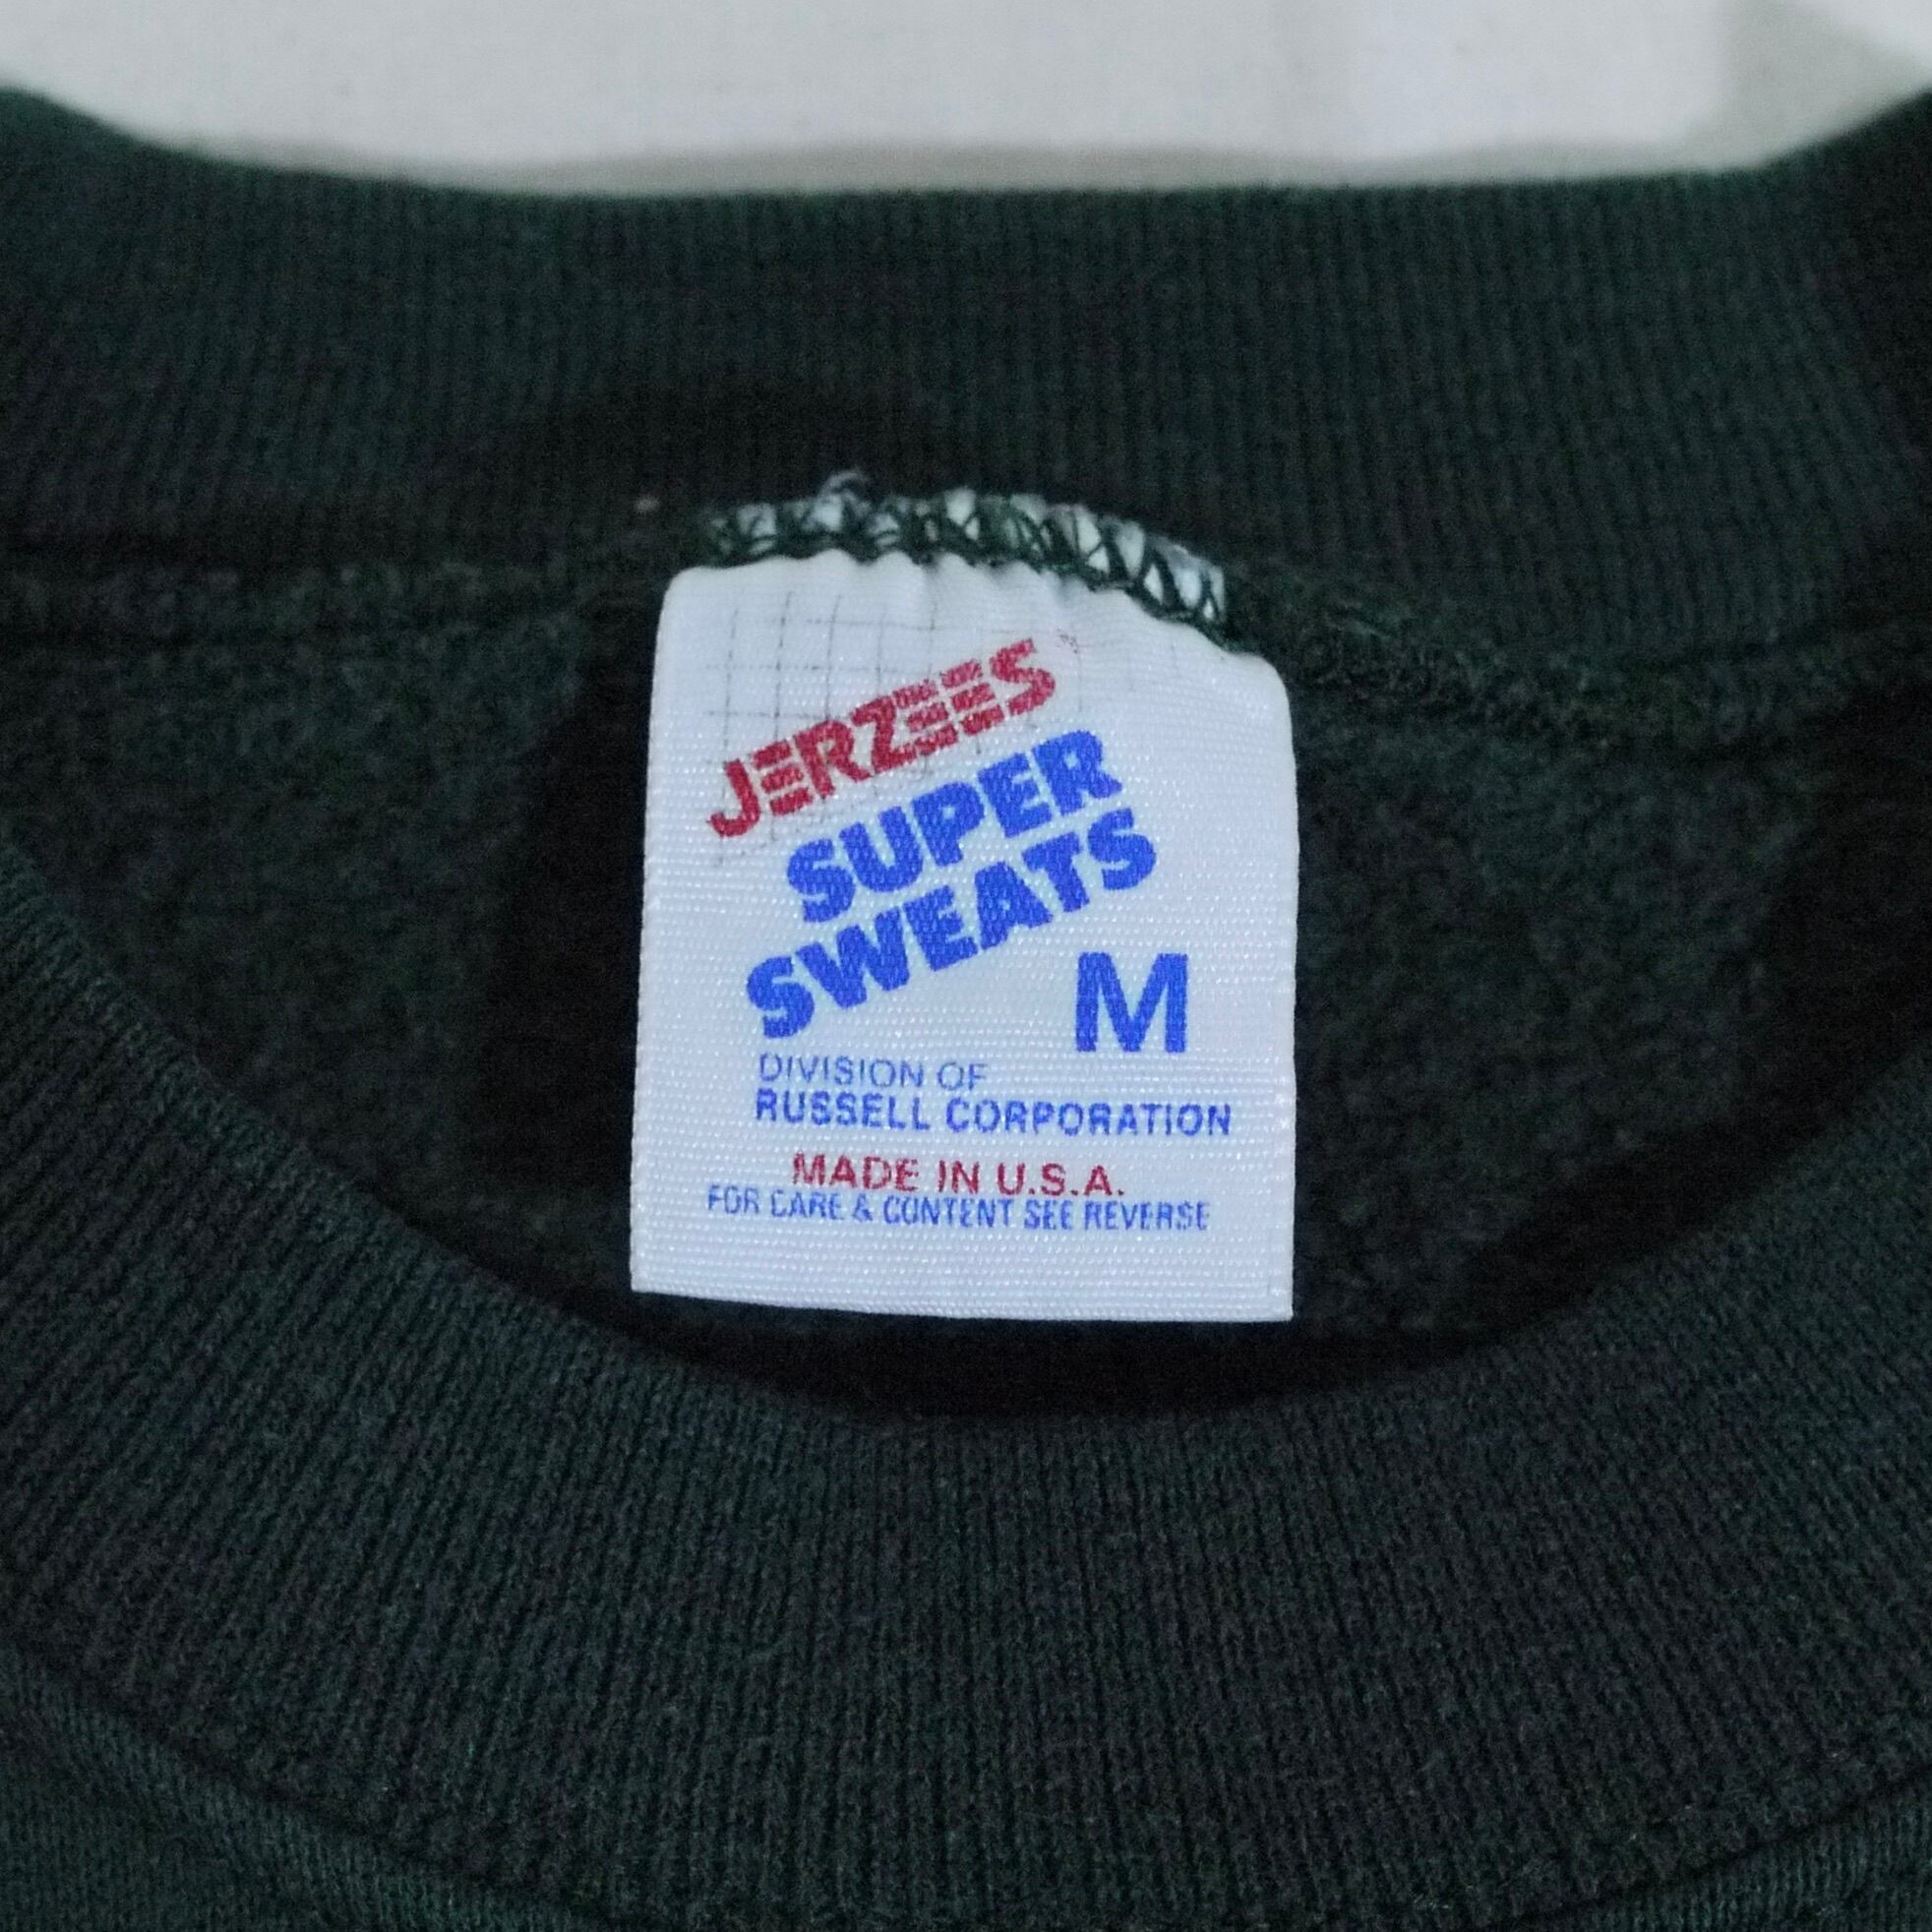 JERZEES
SUPER
SWEATS
M
DIVISION OF
RUSSELL CORPORATION
MADE IN U.S.A.
FOR CARE & CONTENT SEE REVERSE